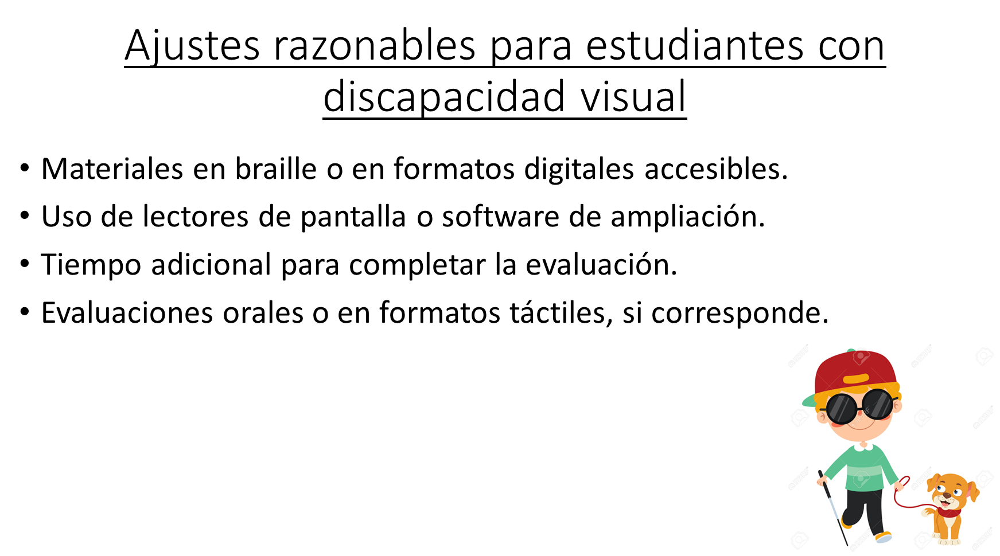 Ajustes razonables para estudiantes con
discapacidad visual
• Materiales en braille o en formatos digitales accesibles.
• Uso de lectores de pantalla o software de ampliación.
• Tiempo adicional para completar la evaluación.
• Evaluaciones orales o en formatos táctiles, si corresponde.